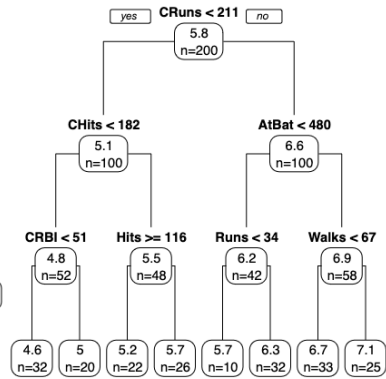 yes CRuns < 211 no
5.8
n=200
CHits < 182 AtBat < 480
5.1 6.6
n=100 n=100
CRBI < 51 Hits >= 116 Runs < 34 Walks < 67
4.8 5.5 6.2 6.9
n=52 n=48 n=42 n=58
4.6 5 5.2 5.7 5.7 6.3 6.7 7.1
n=32 n=20 n=22 n=26 n=10 n=32 n=33 n=25